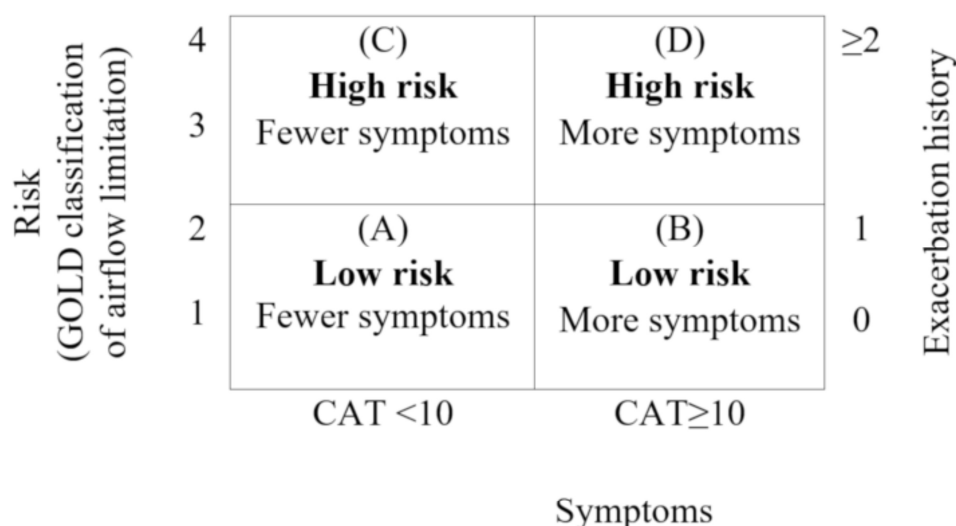 Risk
(GOLD classification
of airflow limitation)
4
3
2
1
(C)
High risk
Fewer symptoms
(D)
High risk
More symptoms
(A)
Low risk
Fewer symptoms
(B)
Low risk
More symptoms
≥2
1
0
Exacerbation history
CAT <10
CAT≥10
Symptoms